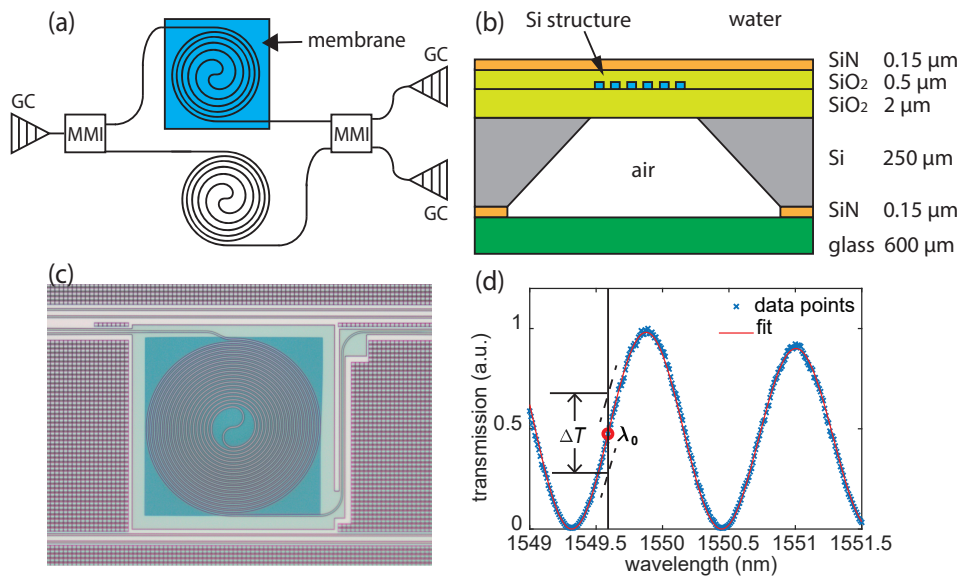 (a)
membrane
GC
MMI
MMI
GC
GC
(b)
Si structure
water
SiN 0.15 μm
SiO2 0.5 μm
SiO2 2 μm
Si 250 μm
air
SiN 0.15 μm
glass 600 μm
(c)
(d)
data points
fit
transmission (a.u.)
1
0.5
0
ΔT
λ0
1549 1549.5 1550 1550.5 1551 1551.5
wavelength (nm)